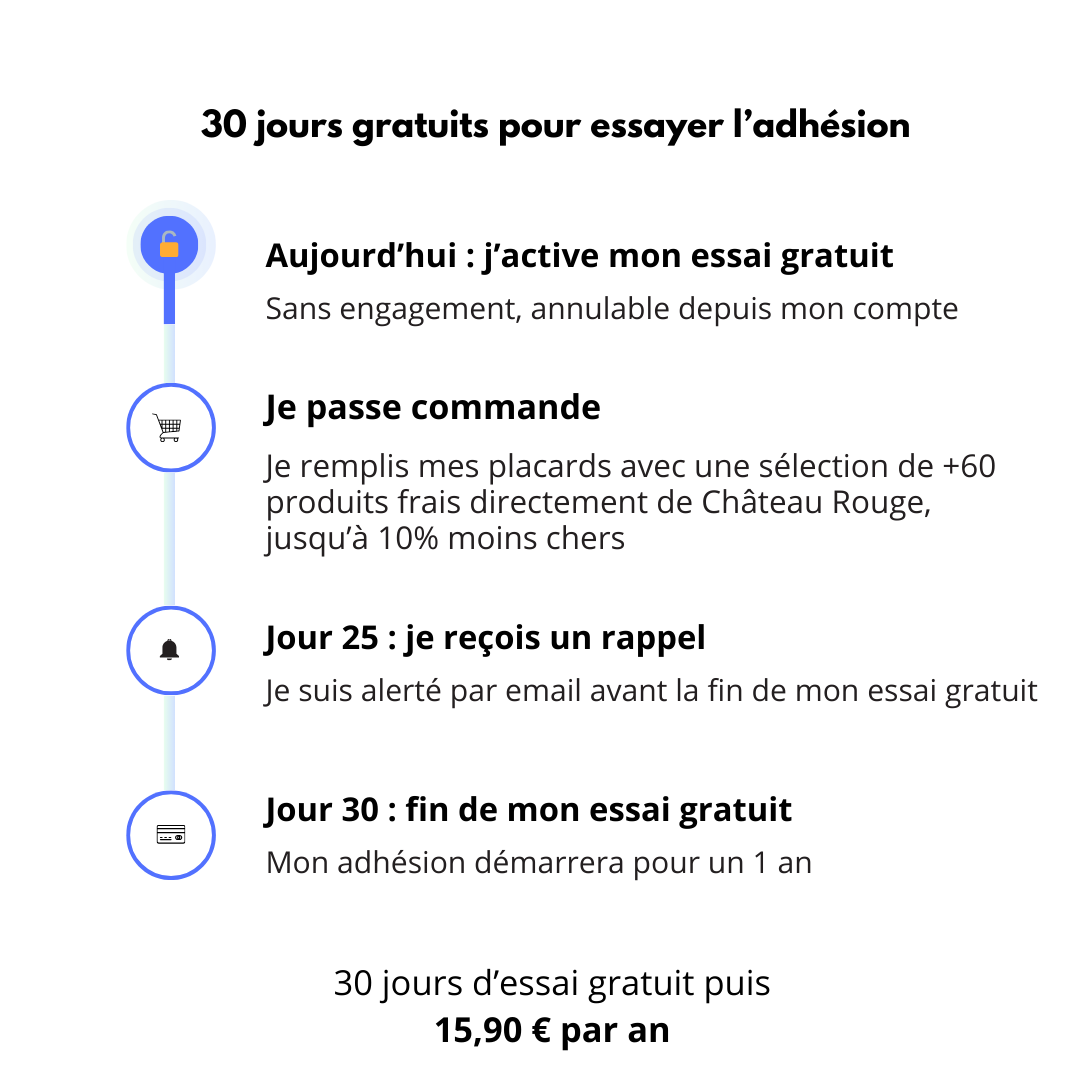 30 jours gratuits pour essayer l’adhésion
Aujourd’hui : j’active mon essai gratuit
Sans engagement, annulable depuis mon compte
Je passe commande
Je remplis mes placards avec une sélection de +60
produits frais directement de Château Rouge,
jusqu’à 10% moins chers
Jour 25 : je reçois un rappel
Je suis alerté par email avant la fin de mon essai gratuit
Jour 30 : fin de mon essai gratuit
Mon adhésion démarrera pour un 1 an
30 jours d’essai gratuit puis
15,90 € par an